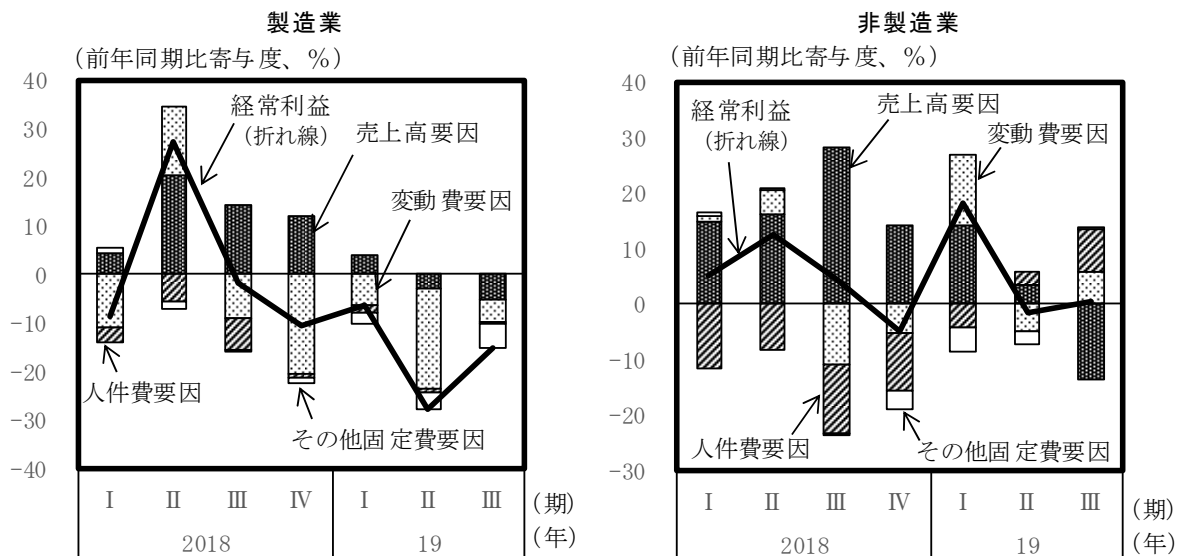 製造業
(前年同期比寄与度、%)
40
30
20
10
0
-10
-20
-30
-40
経常利益
(折れ線)
売上高要因
変動費要因
人件費要因
その他固定費要因
Ⅰ Ⅱ Ⅲ Ⅳ Ⅰ Ⅱ Ⅲ (期)
2018 19 (年)
非製造業
(前年同期比寄与度、%)
40
30
20
10
0
-10
-20
-30
経常利益
(折れ線)
売上高要因
変動費要因
人件費要因
その他固定費要因
Ⅰ Ⅱ Ⅲ Ⅳ Ⅰ Ⅱ Ⅲ (期)
2018 19 (年)